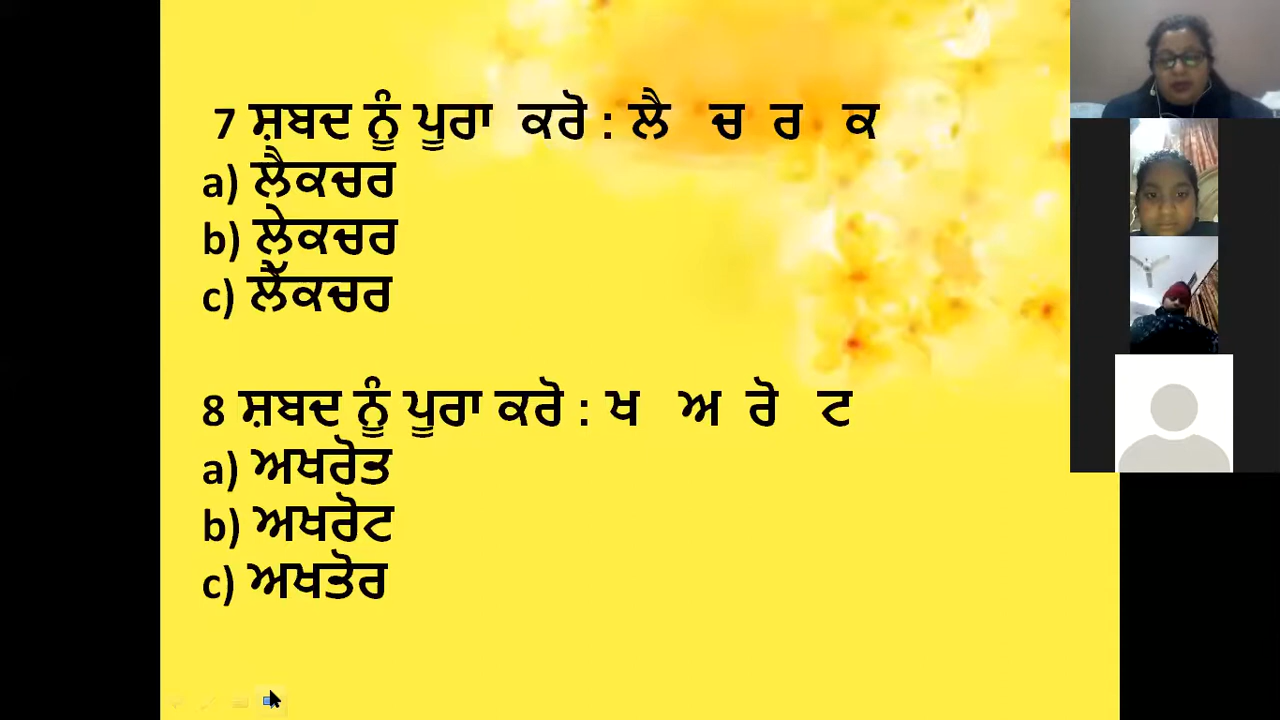 7 ਸ਼ਬਦ ਨੂੰ ਪੂਰਾ ਕਰੋ : ਲੈ ਚ ਰ ਕ
a) ਲੈਕਚਰ
b) ਲੇਕਚਰ
c) ਲੈੱਕਚਰ
8 ਸ਼ਬਦ ਨੂੰ ਪੂਰਾ ਕਰੋ : ਖ ਅ ਰੋ ਟ
a) ਅਖਰੋਤ
b) ਅਖਰੋਟ
c) ਅਖਤੋਰ